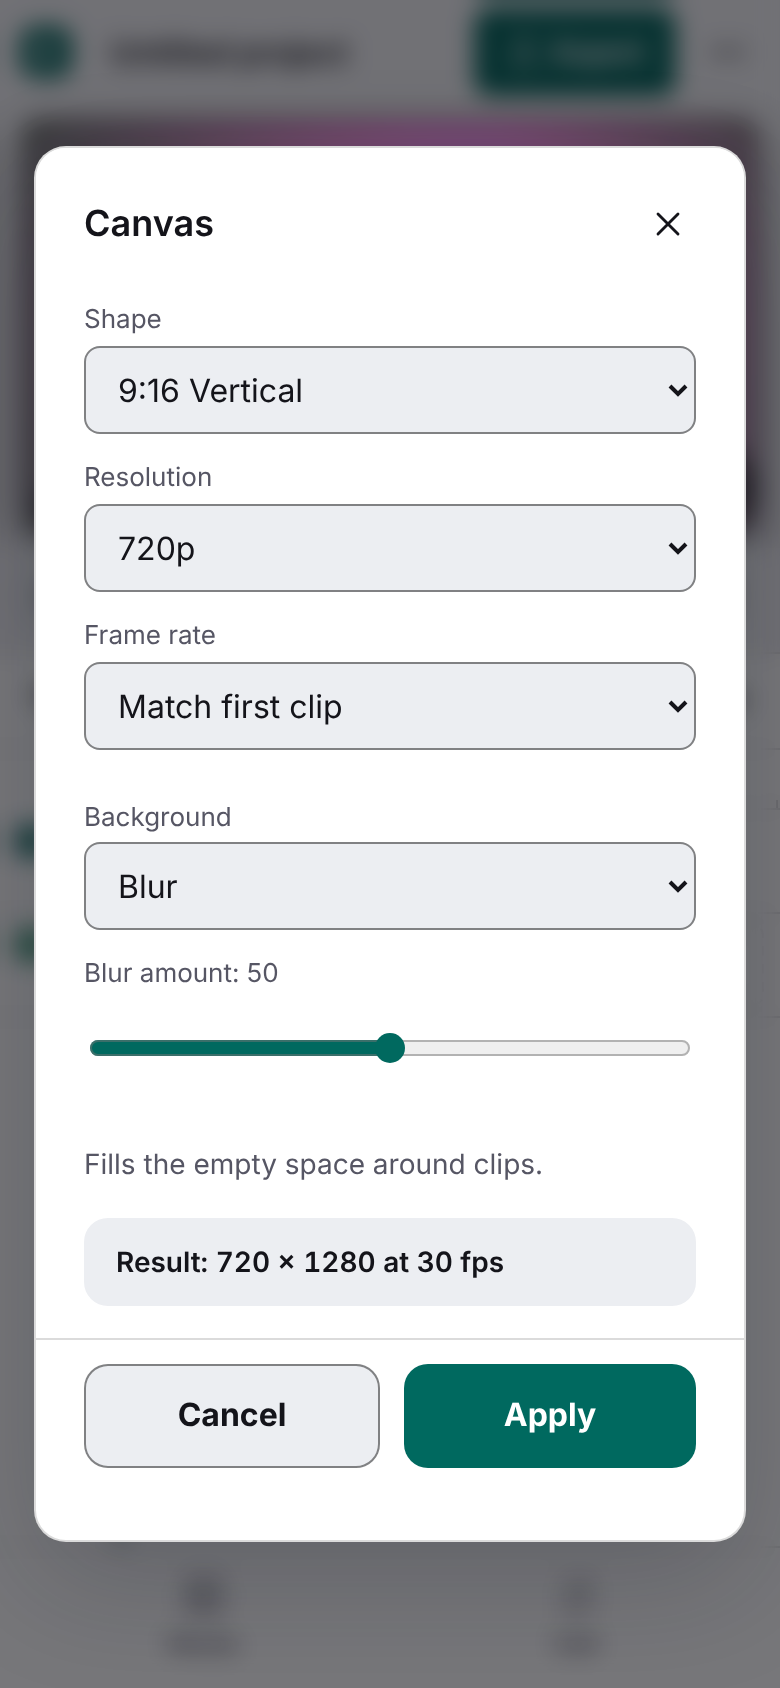 Canvas
Shape
9:16 Vertical
Resolution
720p
Frame rate
Match first clip
Background
Blur
Blur amount: 50
Fills the empty space around clips.
Result: 720 × 1280 at 30 fps
Cancel
Apply